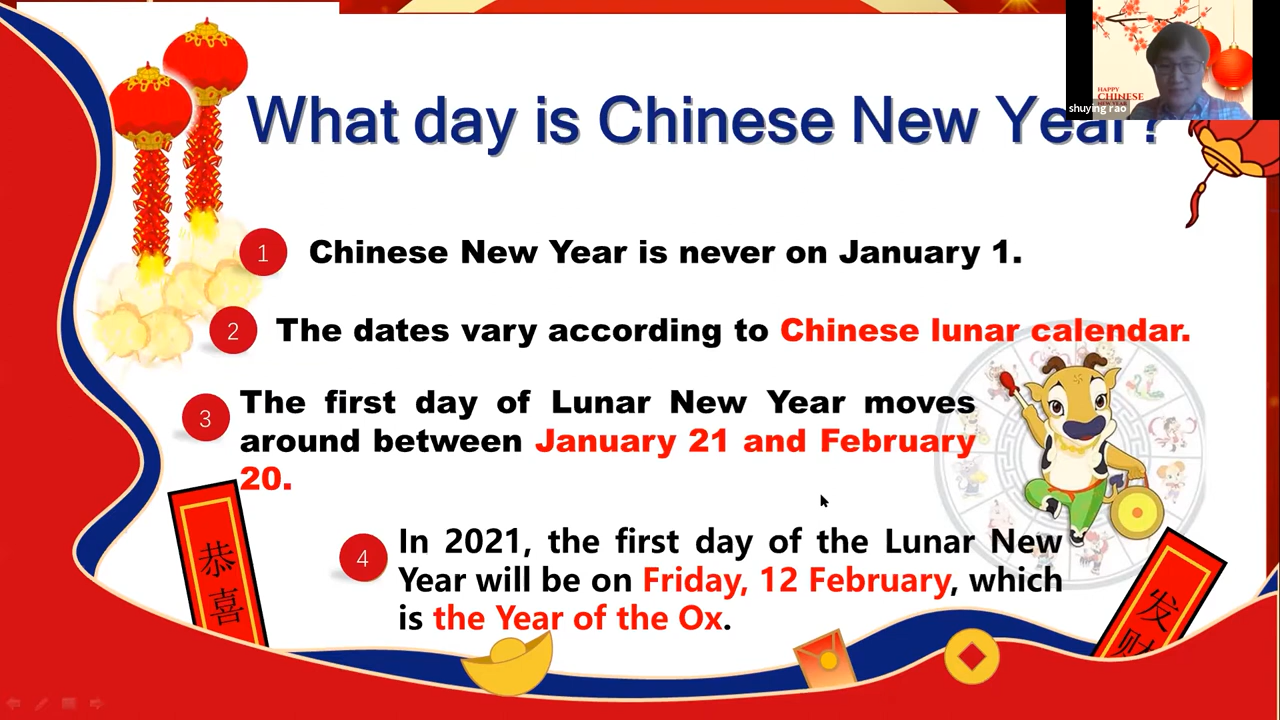 What day is Chinese New Year?
HAPPY
CHINESE
NEW YEAR
shuying rao
1 Chinese New Year is never on January 1.
2 The dates vary according to Chinese lunar calendar.
3 The first day of Lunar New Year moves
around between January 21 and February
20.
4 In 2021, the first day of the Lunar New
Year will be on Friday, 12 February, which
is the Year of the Ox.
恭
喜
发
财